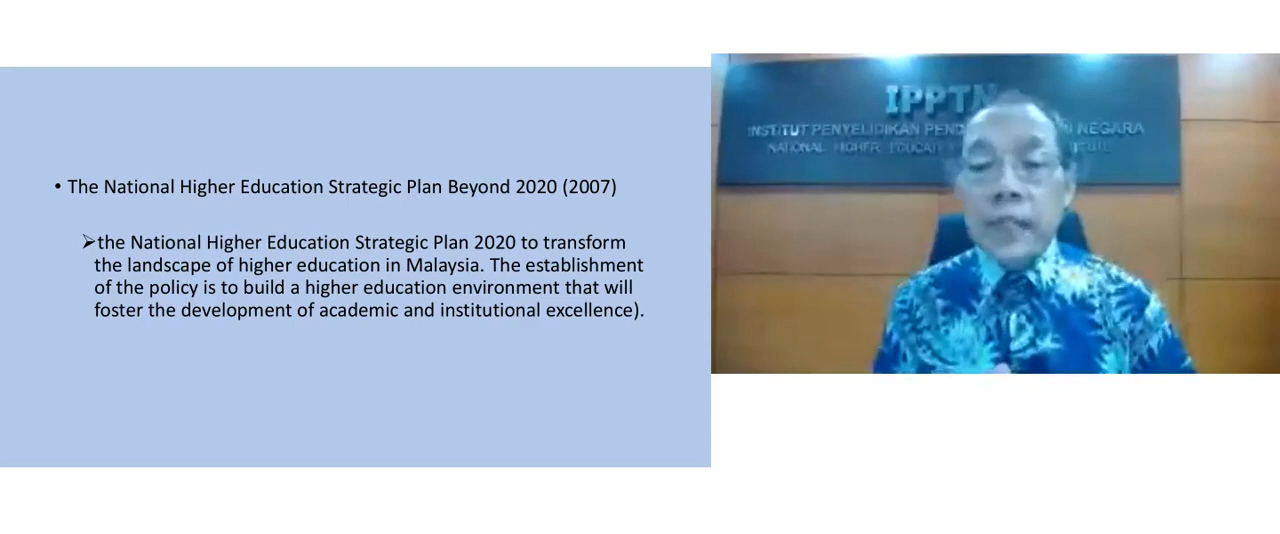 • The National Higher Education Strategic Plan Beyond 2020 (2007)
➢the National Higher Education Strategic Plan 2020 to transform
the landscape of higher education in Malaysia. The establishment
of the policy is to build a higher education environment that will
foster the development of academic and institutional excellence).
IPPTN
INSTITUT PENYELIDIKAN NEGARA
NATIONAL HIGHER